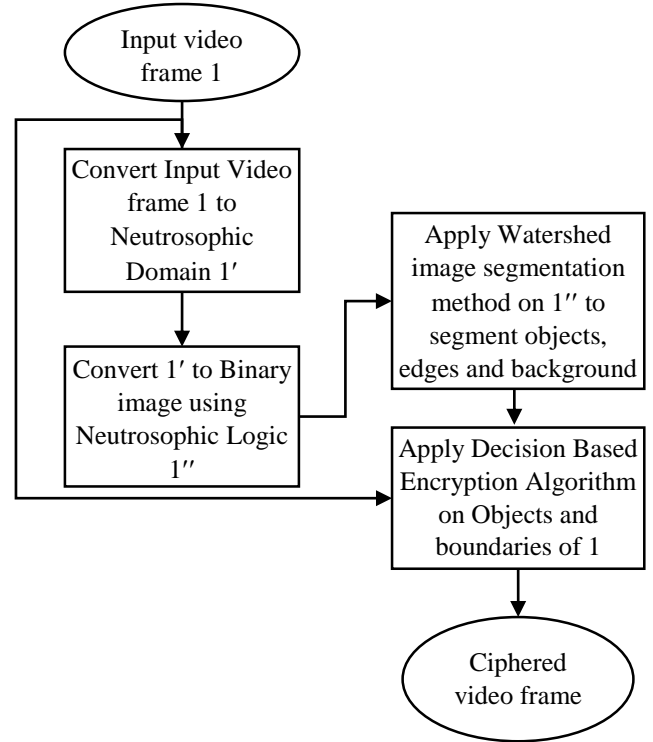 Input video
frame 1
Convert Input Video
frame 1 to
Neutrosophic
Domain 1′
Convert 1′ to Binary
image using
Neutrosophic Logic
1′′
Apply Watershed
image segmentation
method on 1′′ to
segment objects,
edges and background
Apply Decision Based
Encryption Algorithm
on Objects and
boundaries of 1
Ciphered
video frame